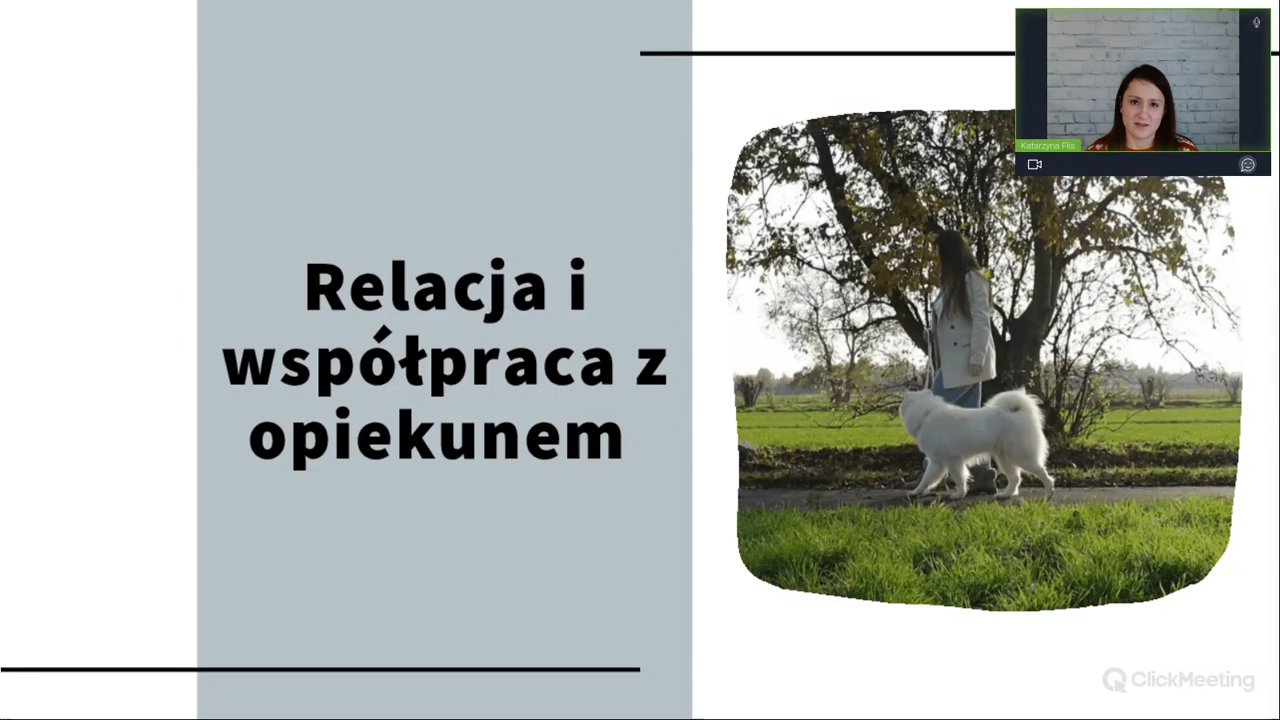 Relacja i
współpraca z
opiekunem
Katarzyna Flis
ClickMeeting